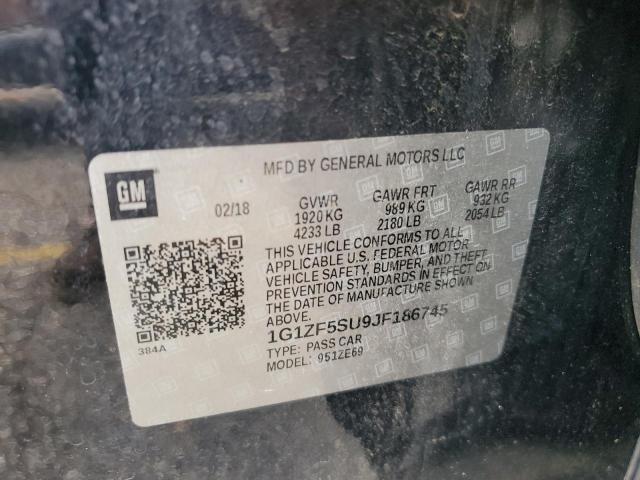 MFD BY GENERAL MOTORS LLC
GM
02/18
GVWR GAWR FRT GAWR RR
1920 KG 989 KG 932 KG
4233 LB 2180 LB 2054 LB
THIS VEHICLE CONFORMS TO ALL
APPLICABLE U.S. FEDERAL MOTOR
VEHICLE SAFETY, BUMPER, AND THEFT
PREVENTION STANDARDS IN EFFECT ON
THE DATE OF MANUFACTURE SHOWN
ABOVE.
384A
1G1ZF5SU9JF186745
TYPE: PASS CAR
MODEL: 951ZE69